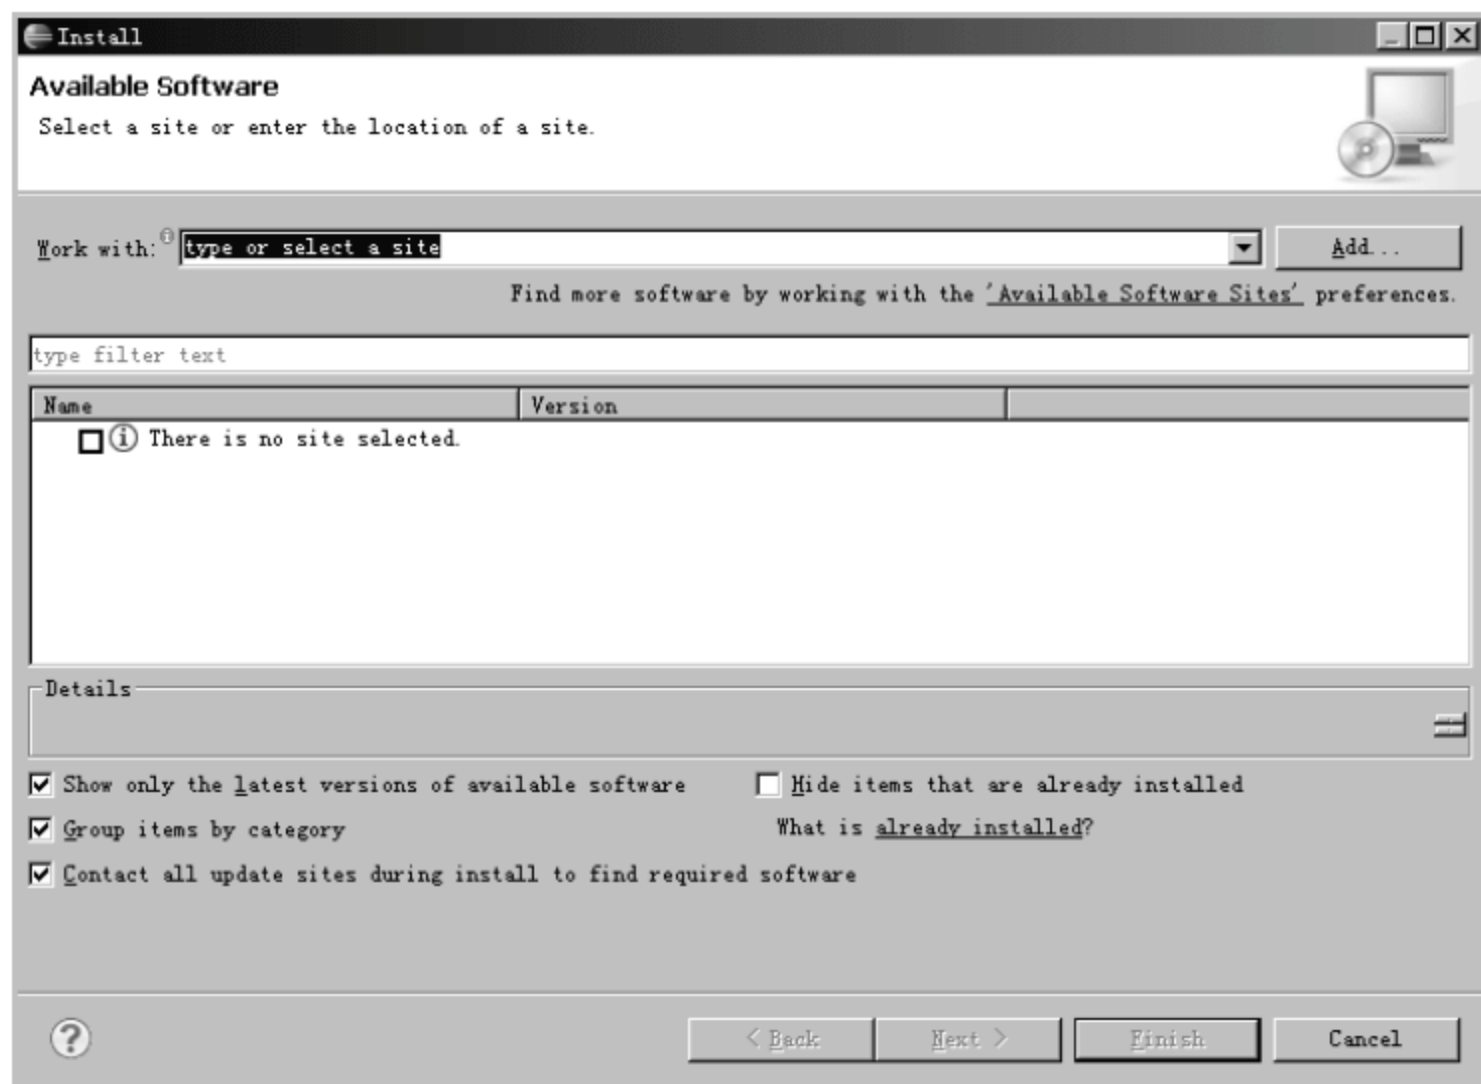 Install
Available Software
Select a site or enter the location of a site.
Work with: type or select a site Add...
Find more software by working with the 'Available Software Sites' preferences.
type filter text
Name Version
There is no site selected.
Details
Show only the latest versions of available software Hide items that are already installed
Group items by category What is already installed?
Contact all update sites during install to find required software
? < Back Next > Finish Cancel